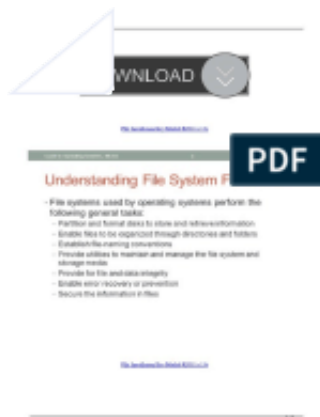 WNLOAD
PDF
Understanding File System F
- File systems used by operating systems perform the
following general tasks:
- Partition and format disks to store and retrieve information
- Enable files to be organized through directories and folders
- Establish file-naming conventions
- Provide utilities to maintain and manage the file system and
storage media
- Provide for file and data integrity
- Enable error recovery or prevention
- Secure the information in files